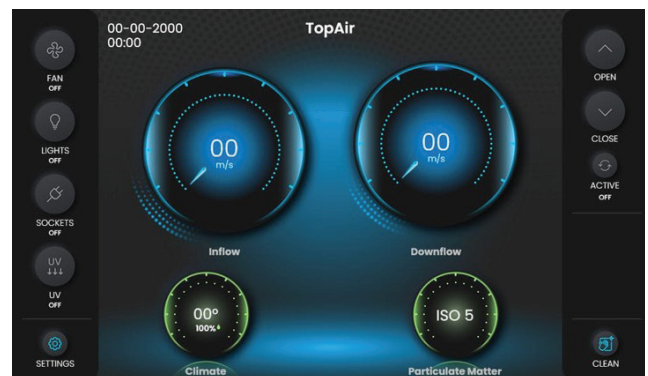 00-00-2000
00:00
TopAir
FAN
OFF
LIGHTS
OFF
SOCKETS
OFF
UV
UV
OFF
SETTINGS
00
m/s
Inflow
00
m/s
Downflow
00°
100%
Climate
ISO 5
Particulate Matter
OPEN
CLOSE
ACTIVE
OFF
CLEAN